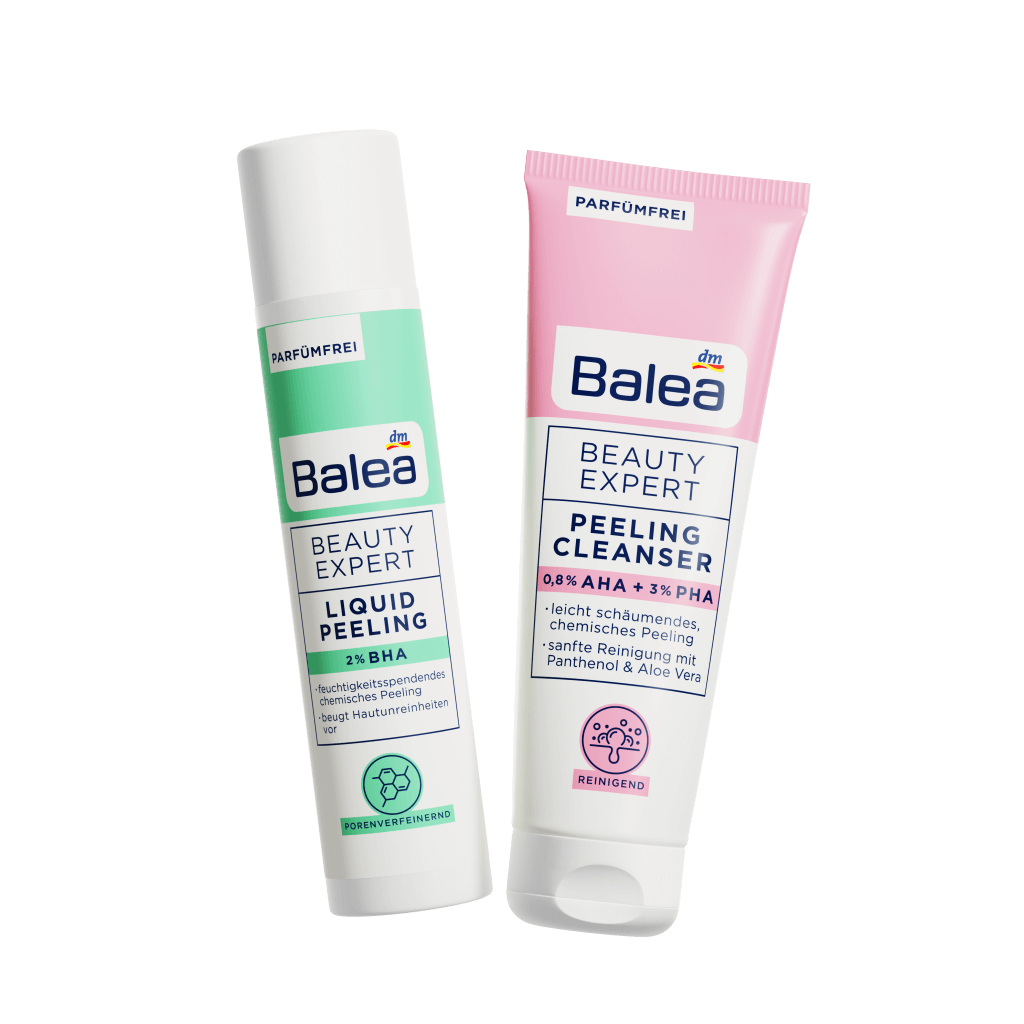 PARFÜMFREI
dm
Balea
BEAUTY
EXPERT
LIQUID
PEELING
2% BHA
·feuchtigkeitsspendendes
chemisches Peeling
·beugt Hautunreinheiten
vor
PORENVERFEINERND
PARFÜMFREI
dm
Balea
BEAUTY
EXPERT
PEELING
CLEANSER
0,8% AHA + 3% PHA
·leicht schäumendes,
chemisches Peeling
·sanfte Reinigung mit
Panthenol & Aloe Vera
REINIGEND